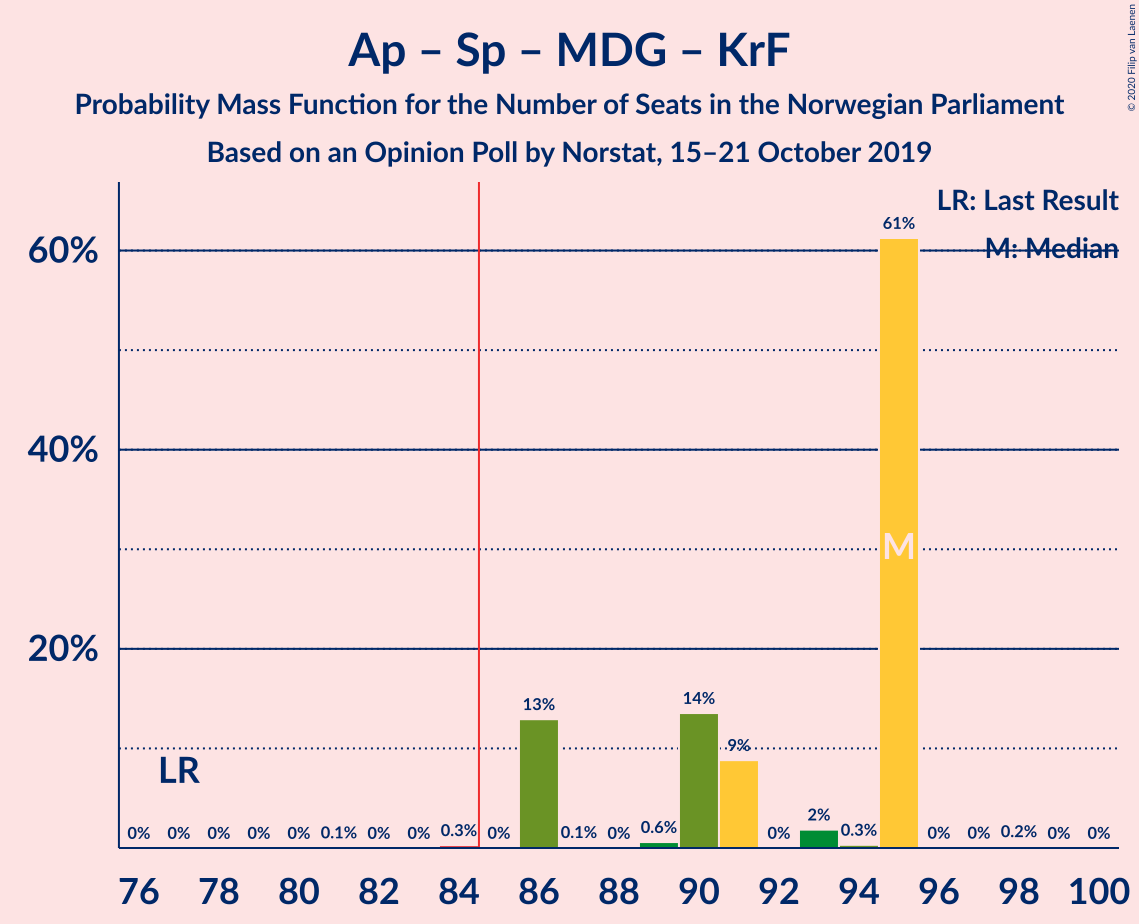 Ap – Sp – MDG – KrF
Probability Mass Function for the Number of Seats in the Norwegian Parliament
Based on an Opinion Poll by Norstat, 15–21 October 2019
© 2020 Filip van Laenen
LR: Last Result
M: Median
60%
40%
20%
61%
M
13%
14%
9%
2%
LR
0% 0% 0% 0% 0% 0.1% 0% 0% 0.3% 0% 0.1% 0% 0.6% 0% 0.3% 0% 0% 0.2% 0% 0%
76 78 80 82 84 86 88 90 92 94 96 98 100